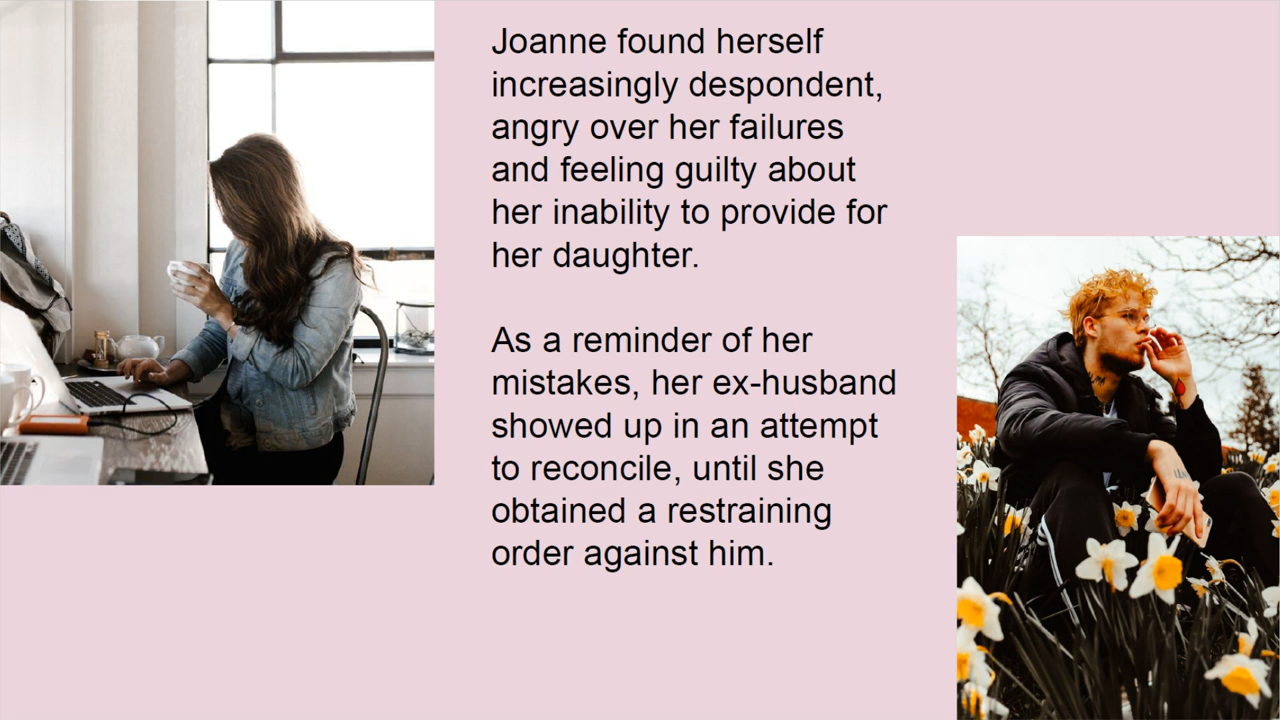 Joanne found herself
increasingly despondent,
angry over her failures
and feeling guilty about
her inability to provide for
her daughter.
As a reminder of her
mistakes, her ex-husband
showed up in an attempt
to reconcile, until she
obtained a restraining
order against him.